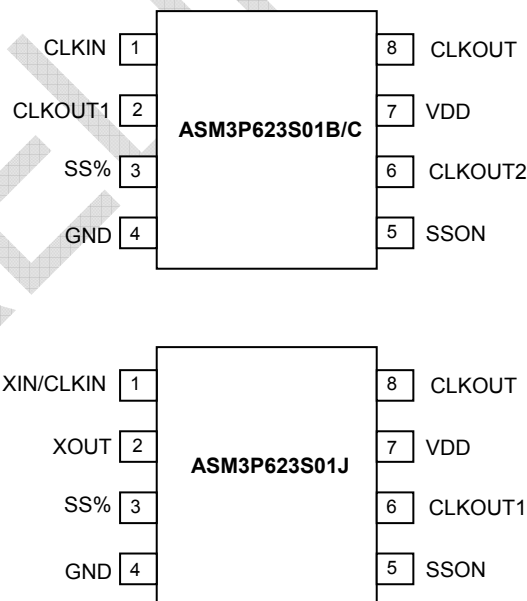 CLKIN 1 8 CLKOUT
CLKOUT1 2 7 VDD
ASM3P623S01B/C
SS% 3 6 CLKOUT2
GND 4 5 SSON
XIN/CLKIN 1 8 CLKOUT
XOUT 2 7 VDD
ASM3P623S01J
SS% 3 6 CLKOUT1
GND 4 5 SSON